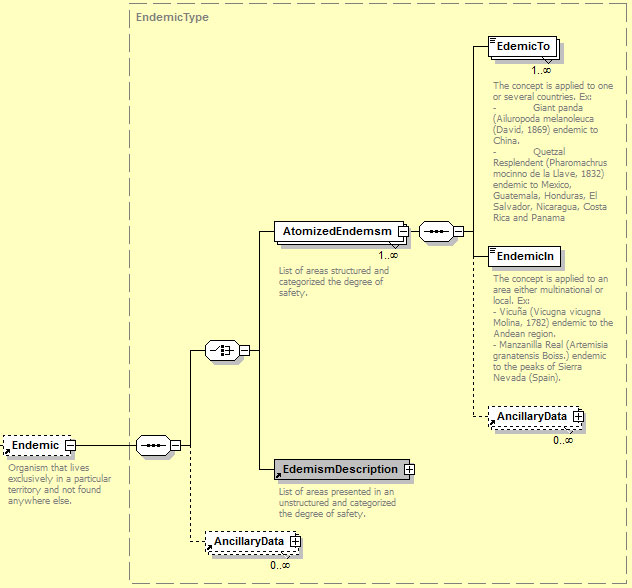 EndemicType
EdemicTo
1..∞
The concept is applied to one
or several countries. Ex:
- Giant panda
(Ailuropoda melanoleuca
(David, 1869) endemic to
China.
- Quetzal
Resplendent (Pharomachrus
mocinno de la Llave, 1832)
endemic to Mexico,
Guatemala, Honduras, El
Salvador, Nicaragua, Costa
Rica and Panama
AtomizedEndemsm
1..∞
List of areas structured and
categorized the degree of
safety.
EndemicIn
The concept is applied to an
area either multinational or
local. Ex:
- Vicuña (Vicugna vicugna
Molina, 1782) endemic to the
Andean region.
- Manzanilla Real (Artemisia
granatensis Boiss.) endemic
to the peaks of Sierra
Nevada (Spain).
AncillaryData
0..∞
Endemic
Organism that lives
exclusively in a particular
territory and not found
anywhere else.
EdemismDescription
List of areas presented in an
unstructured and categorized
the degree of safety.
AncillaryData
0..∞